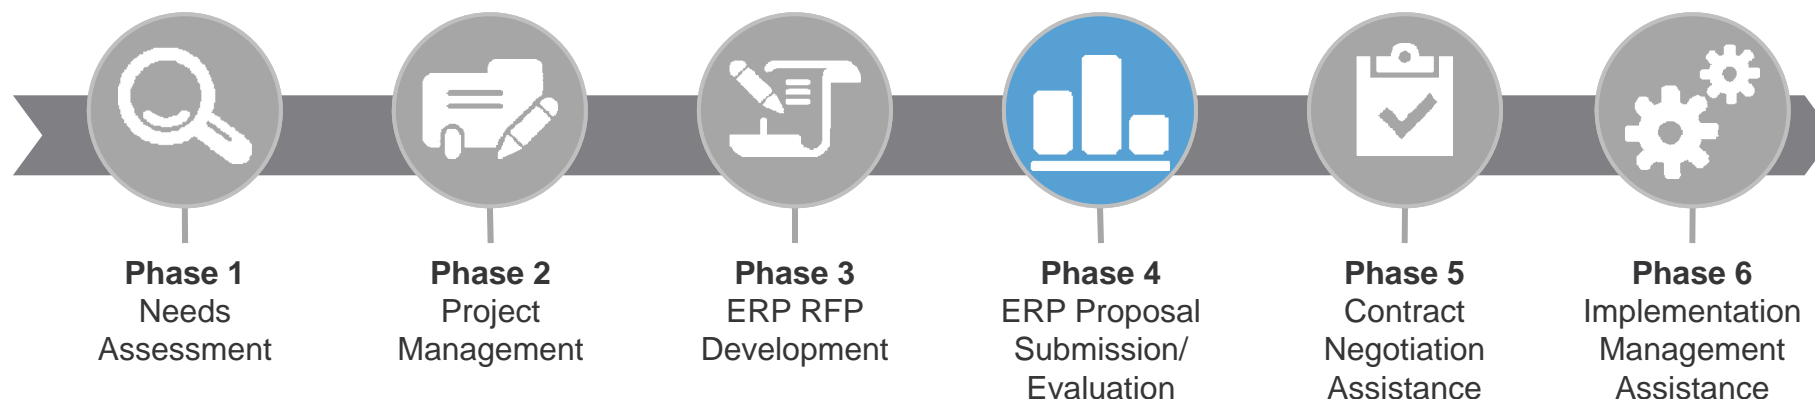 Phase 1
Needs
Assessment
Phase 2
Project
Management
Phase 3
ERP RFP
Development
Phase 4
ERP Proposal
Submission/
Evaluation
Phase 5
Contract
Negotiation
Assistance
Phase 6
Implementation
Management
Assistance